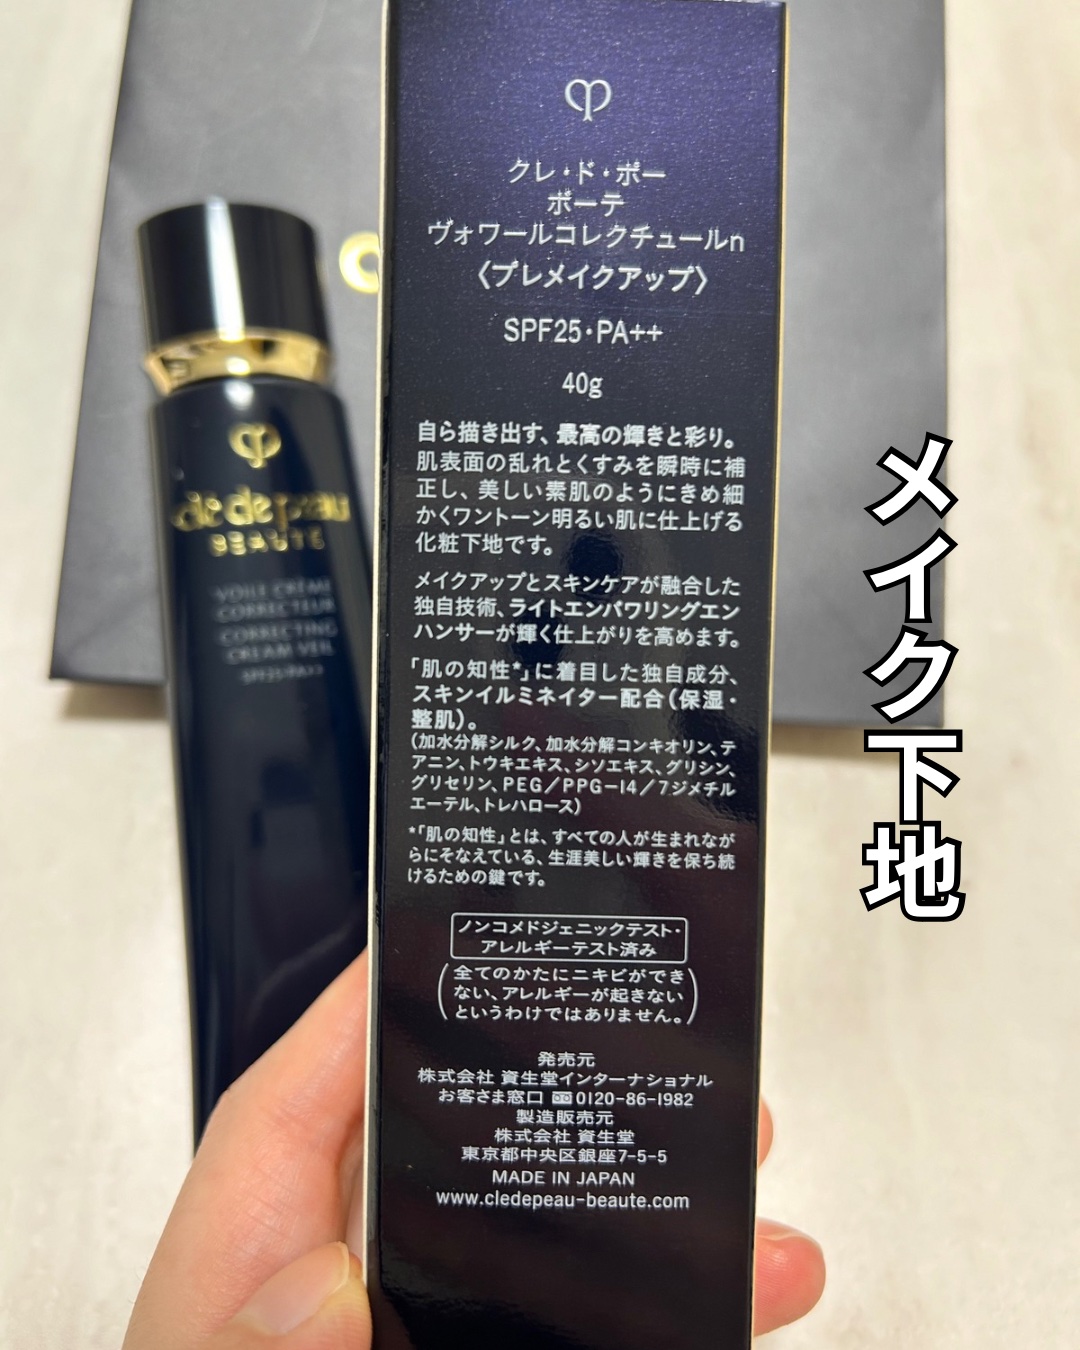 クレ・ド・ポー
ボーテ
ヴォワールコレクチュールn
〈プレメイクアップ〉
SPF25・PA++
40g
自ら描き出す、最高の輝きと彩り。
肌表面の乱れとくすみを瞬時に補
正し、美しい素肌のようにきめ細
かくワントーン明るい肌に仕上げる
化粧下地です。
メイクアップとスキンケアが融合した
独自技術、ライトエンパワリングエン
ハンサーが輝く仕上がりを高めます。
「肌の知性*」に着目した独自成分、
スキンイルミネイター配合（保湿・
整肌）。
（加水分解シルク、加水分解コンキオリン、テ
アニン、トウキエキス、シソエキス、グリシン、
グリセリン、PEG／PPG-14／7ジメチル
エーテル、トレハロース）
*「肌の知性」とは、すべての人が生まれなが
らにそなえている、生涯美しい輝きを保ち続
けるための鍵です。
ノンコメドジェニックテスト・
アレルギーテスト済み
（全てのかたにニキビができ
ない、アレルギーが起きない
というわけではありません。）
発売元
株式会社 資生堂インターナショナル
お客さま窓口 0120-86-1982
製造販売元
株式会社 資生堂
東京都中央区銀座7-5-5
MADE IN JAPAN
www.cledepeau-beaute.com
clé de peau
BEAUTÉ
VOILE CRÈME
CORRECTEUR
CORRECTING
CREAM VEIL
SPF25・PA++
メイク下地